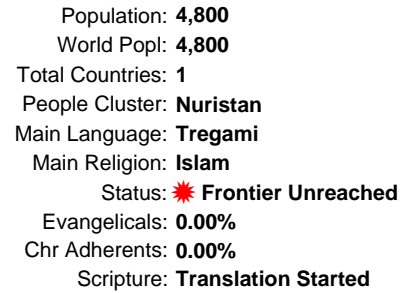 Population: 4,800
World Popl: 4,800
Total Countries: 1
People Cluster: Nuristan
Main Language: Tregami
Main Religion: Islam
Status: Frontier Unreached
Evangelicals: 0.00%
Chr Adherents: 0.00%
Scripture: Translation Started